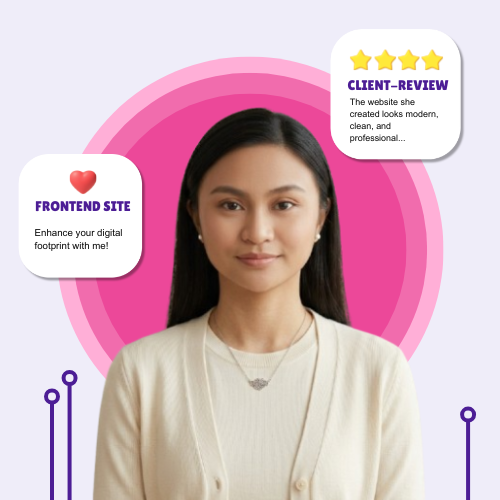 CLIENT-REVIEW
The website she
created looks modern,
clean, and
professional...
FRONTEND SITE
Enhance your digital
footprint with me!